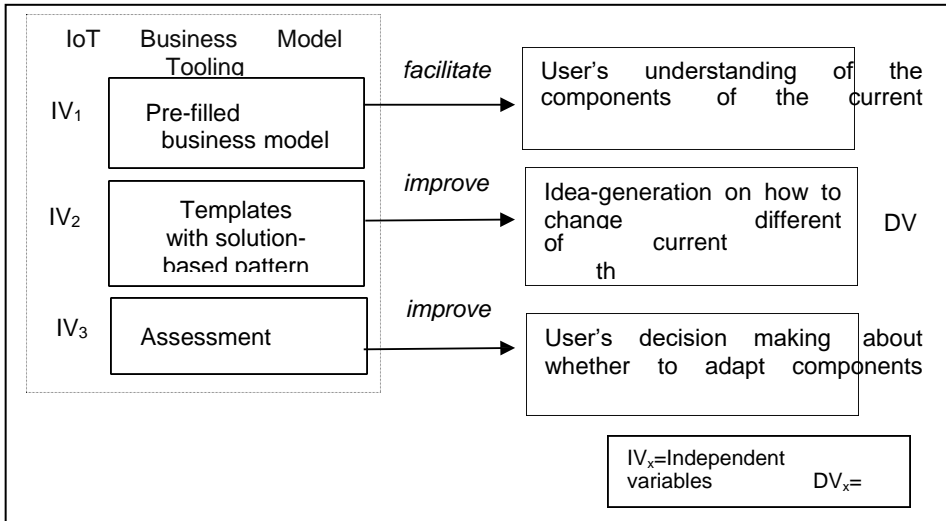 IoT Business Model
Tooling
IV1
Pre-filled
business model
facilitate
User's understanding of the
components of the current
IV2
Templates
with solution-
based pattern
improve
Idea-generation on how to
change different
of current
th
DV
IV3
Assessment
improve
User's decision making about
whether to adapt components
IVx=Independent
variables DVx=